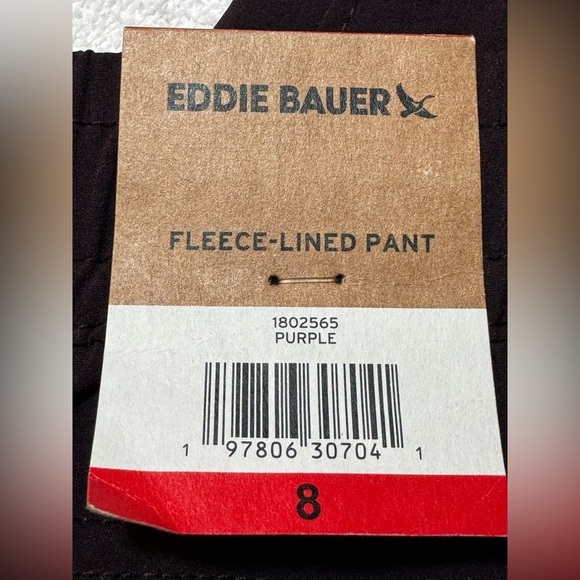 EDDIE BAUER
FLEECE-LINED PANT
1802565
PURPLE
1 97806 30704 1
8